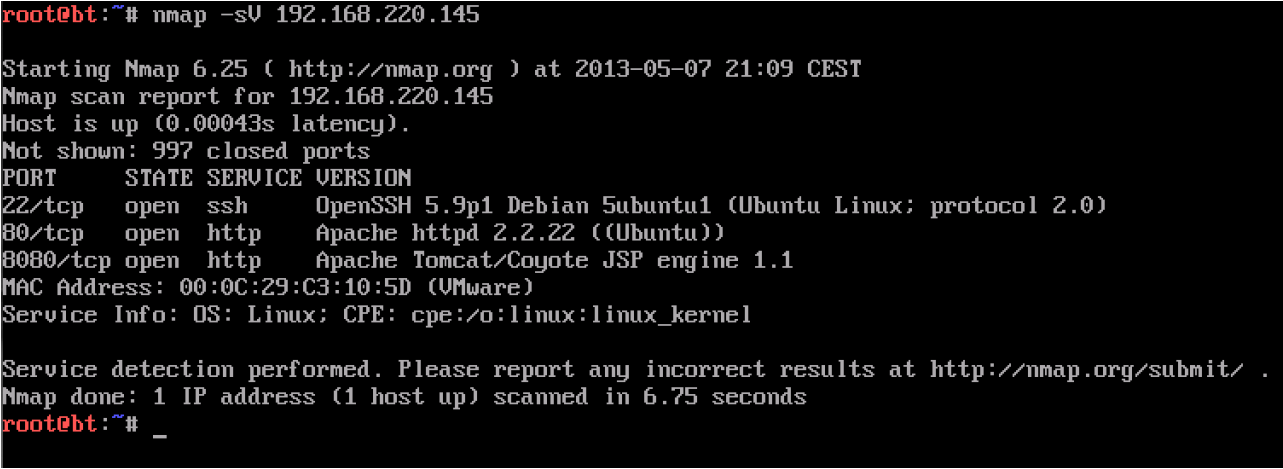 root@bt:~# nmap -sV 192.168.220.145
Starting Nmap 6.25 ( http://nmap.org ) at 2013-05-07 21:09 CEST
Nmap scan report for 192.168.220.145
Host is up (0.00043s latency).
Not shown: 997 closed ports
PORT     STATE SERVICE VERSION
22/tcp   open  ssh     OpenSSH 5.9p1 Debian 5ubuntu1 (Ubuntu Linux; protocol 2.0)
80/tcp   open  http    Apache httpd 2.2.22 ((Ubuntu))
8080/tcp open  http    Apache Tomcat/Coyote JSP engine 1.1
MAC Address: 00:0C:29:C3:10:5D (VMware)
Service Info: OS: Linux; CPE: cpe:/o:linux:linux_kernel
Service detection performed. Please report any incorrect results at http://nmap.org/submit/ .
Nmap done: 1 IP address (1 host up) scanned in 6.75 seconds
root@bt:~# _